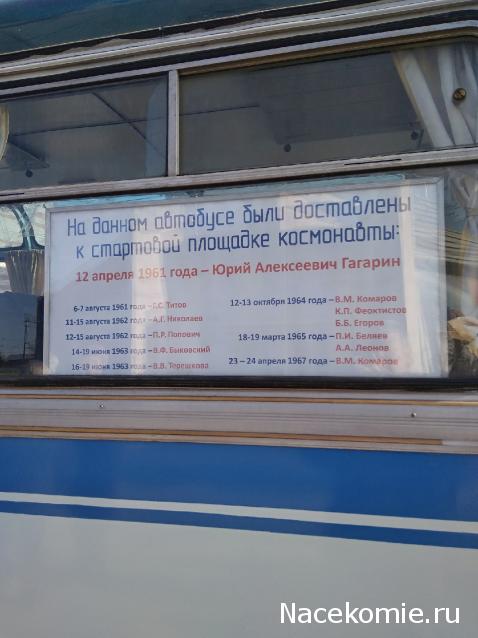 На данном автобусе были доставлены
к стартовой площадке космонавты:
12 апреля 1961 года – Юрий Алексеевич Гагарин
6-7 августа 1961 года – Г.С. Титов
11-15 августа 1962 года – А.Г. Николаев
12-15 августа 1962 года – П.Р. Попович
14-19 июня 1963 года – В.Ф. Быковский
16-19 июня 1963 года – В.В. Терешкова
12-13 октября 1964 года – В.М. Комаров
К.П. Феоктистов
Б.Б. Егоров
18-19 марта 1965 года – П.И. Беляев
А.А. Леонов
23 – 24 апреля 1967 года – В.М. Комаров
Nacekomie.ru